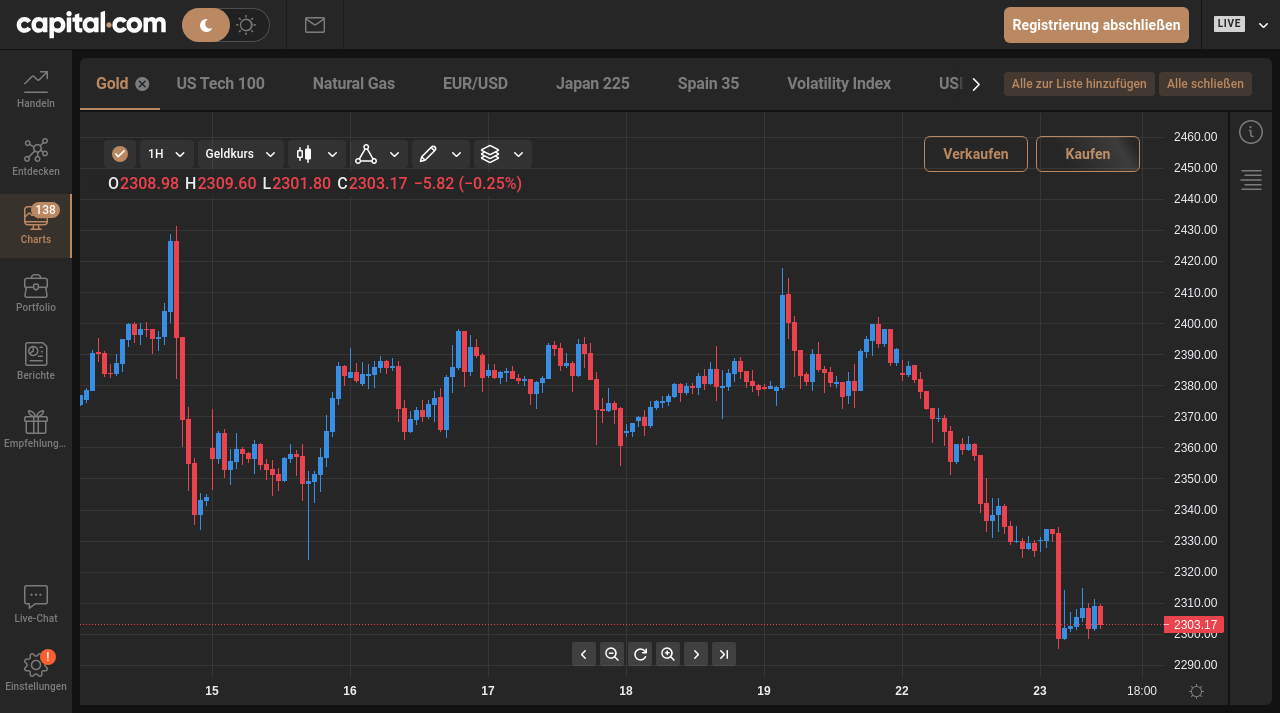 capital.com
Registrierung abschließen
LIVE
Handeln
Entdecken
138
Charts
Portfolio
Berichte
Empfehlung...
Live-Chat
!
Einstellungen
Gold
US Tech 100
Natural Gas
EUR/USD
Japan 225
Spain 35
Volatility Index
Alle zur Liste hinzufügen
Alle schließen
1H
Geldkurs
Verkaufen
Kaufen
O2308.98 H2309.60 L2301.80 C2303.17 −5.82 (−0.25%)
2460.00
2450.00
2440.00
2430.00
2420.00
2410.00
2400.00
2390.00
2380.00
2370.00
2360.00
2350.00
2340.00
2330.00
2320.00
2310.00
2303.17
2300.00
2290.00
15
16
17
18
19
22
23
18:00